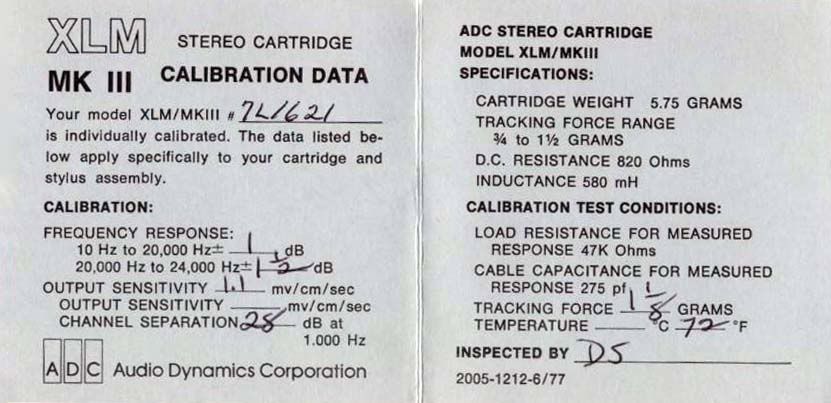 XLM STEREO CARTRIDGE
MK III CALIBRATION DATA
Your model XLM/MKIII # 7L1621
is individually calibrated. The data listed be-
low apply specifically to your cartridge and
stylus assembly.
CALIBRATION:
FREQUENCY RESPONSE:
10 Hz to 20,000 Hz± 1 dB
20,000 Hz to 24,000 Hz± 1 1/2 dB
OUTPUT SENSITIVITY 1.1 mv/cm/sec
OUTPUT SENSITIVITY mv/cm/sec
CHANNEL SEPARATION 28 dB at
1.000 Hz
ADC Audio Dynamics Corporation
ADC STEREO CARTRIDGE
MODEL XLM/MKIII
SPECIFICATIONS:
CARTRIDGE WEIGHT 5.75 GRAMS
TRACKING FORCE RANGE
¾ to 1½ GRAMS
D.C. RESISTANCE 820 Ohms
INDUCTANCE 580 mH
CALIBRATION TEST CONDITIONS:
LOAD RESISTANCE FOR MEASURED
RESPONSE 47K Ohms
CABLE CAPACITANCE FOR MEASURED
RESPONSE 275 pf
TRACKING FORCE 1 1/8 GRAMS
TEMPERATURE °C 72 °F
INSPECTED BY DS
2005-1212-6/77